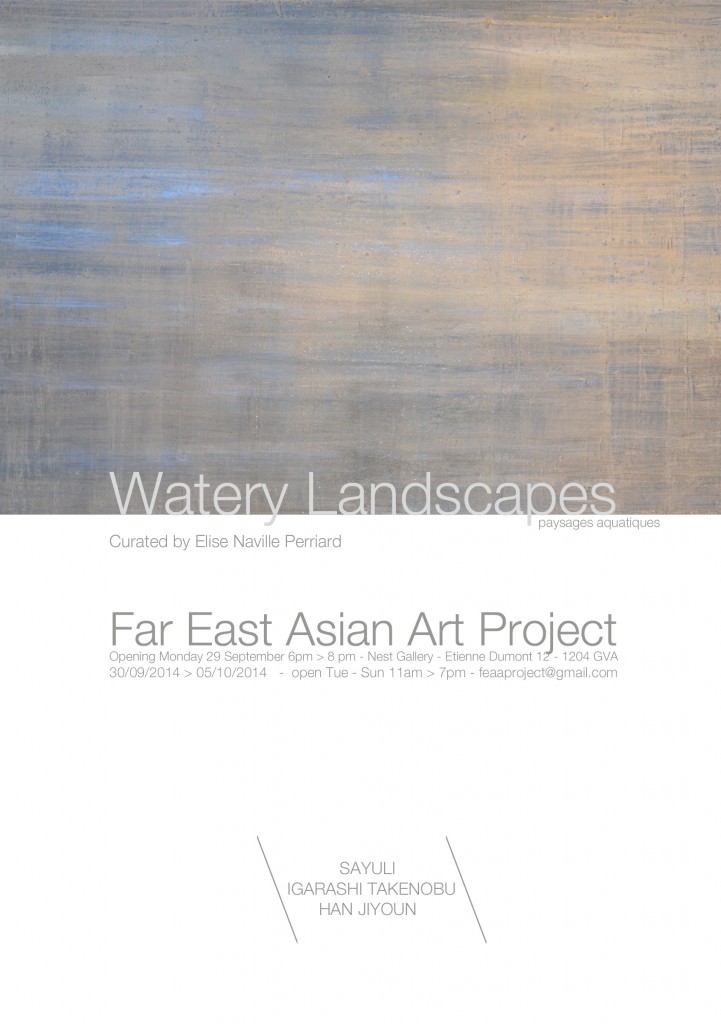 Watery Landscapes
paysages aquatiques
Curated by Elise Naville Perriard
Far East Asian Art Project
Opening Monday 29 September 6pm > 8 pm - Nest Gallery - Etienne Dumont 12 - 1204 GVA
30/09/2014 > 05/10/2014 - open Tue - Sun 11am > 7pm - feaaproject@gmail.com
SAYULI
IGARASHI TAKENOBU
HAN JIYOUN